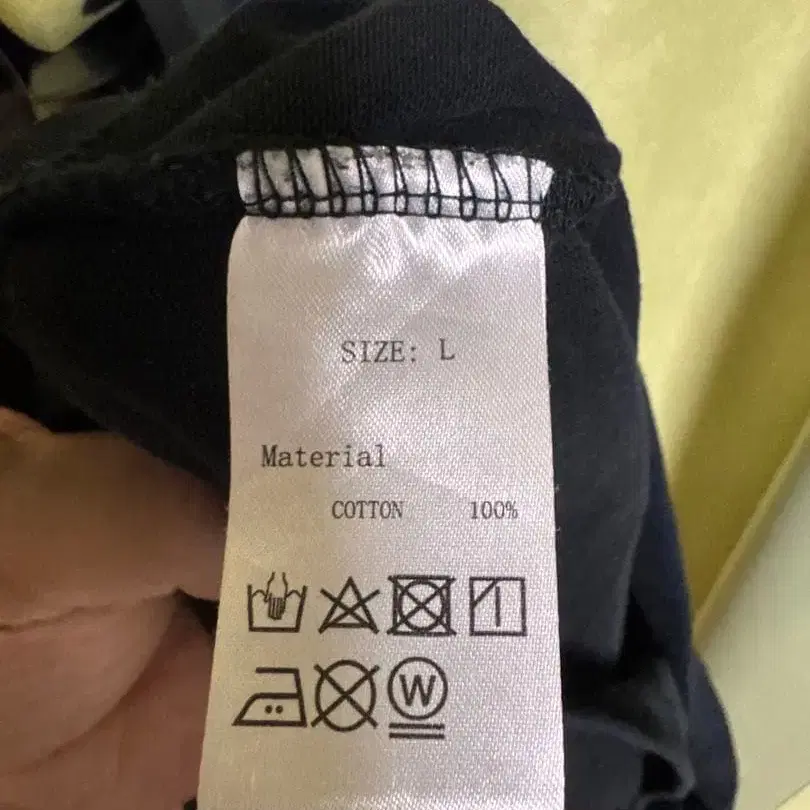 SIZE: L
Material
COTTON 100%
W